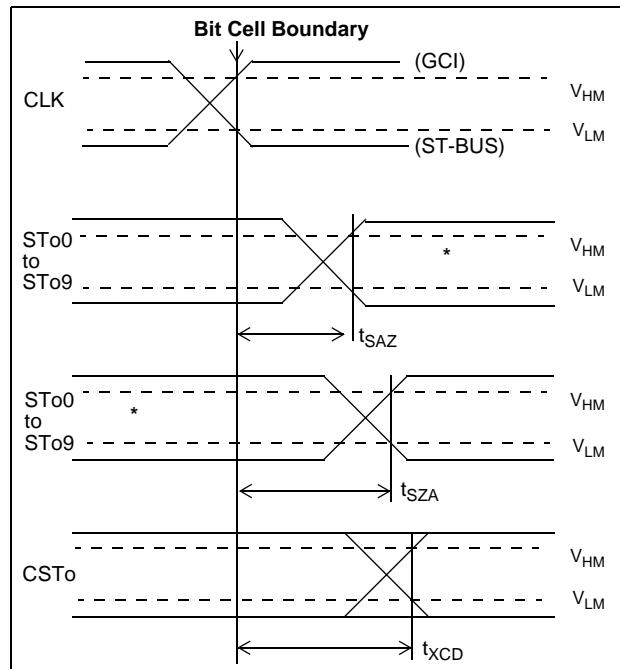 Bit Cell Boundary
(GCI)
CLK
V_HM
V_LM
(ST-BUS)
STo0
to
STo9
*
V_HM
V_LM
t_SAZ
STo0
to
STo9
*
V_HM
V_LM
t_SZA
CSTo
V_HM
V_LM
t_XCD